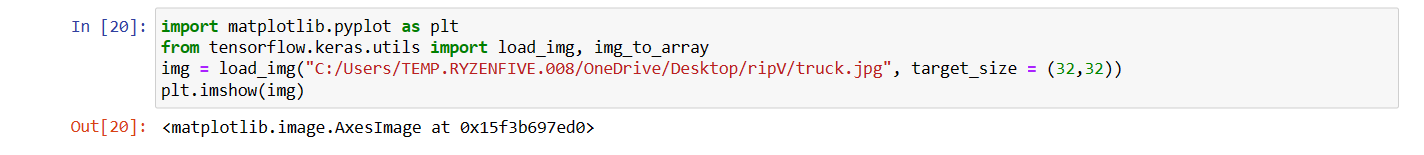 In [20]: import matplotlib.pyplot as plt
from tensorflow.keras.utils import load_img, img_to_array
img = load_img("C:/Users/TEMP.RYZENFIVE.008/OneDrive/Desktop/ripV/truck.jpg", target_size = (32,32))
plt.imshow(img)
Out[20]: <matplotlib.image.AxesImage at 0x15f3b697ed0>